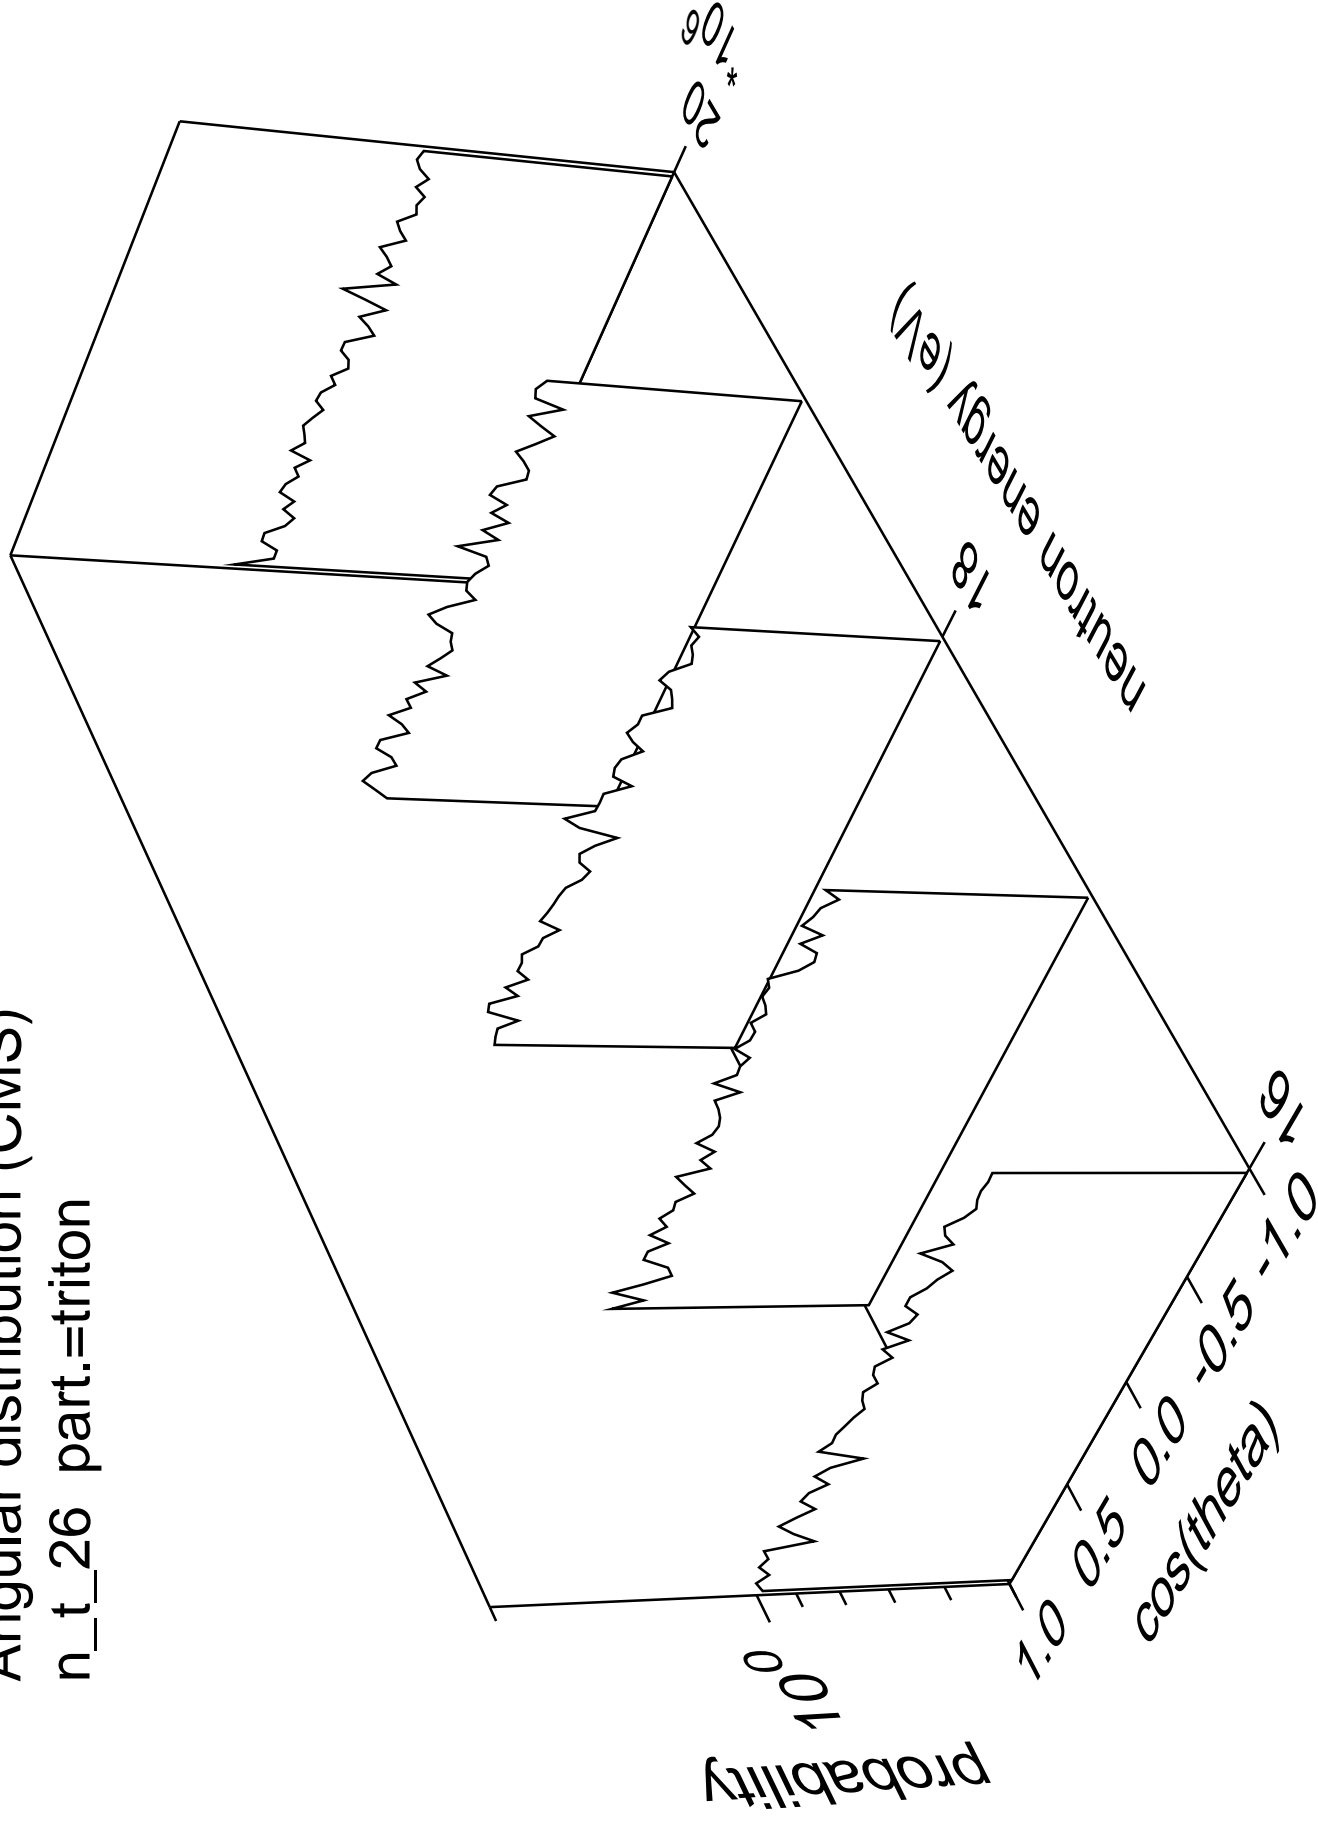 Angular distribution (CMS)
n_t_26 part.=triton
probability
10^0
1.0
0.5
0.0
-0.5
-1.0
cos(theta)
16
18
20
*10^6
neutron energy (eV)